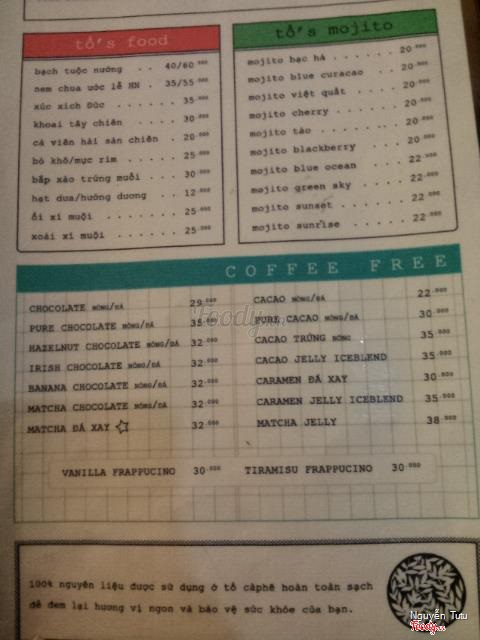 tổ's food
bạch tuộc nướng . . 40/60.000
nem chua ước lễ HN . 35/55.000
xúc xích Đức . . . . . . 35.000
khoai tây chiên . . . . . 30.000
cá viên hải sản chiên . 20.000
bò khô/mực rim . . . . . 25.000
bắp xào trứng muối . . . 30.000
hạt dưa/hướng dương 12.000
ổi xí muội . . . . . . . 25.000
xoài xí muội . . . . . . 25.000
tổ's mojito
mojito bạc hà . . . . . 20.000
mojito blue curacao . . 20.000
mojito việt quất . . . . 20.000
mojito cherry . . . . . 20.000
mojito táo . . . . . . . 20.000
mojito blackberry . . . 20.000
mojito blue ocean . . . . 22.000
mojito green sky . . . . 22.000
mojito sunset . . . . . 22.000
mojito sunrise . . . . . 22.000
COFFEE FREE
CHOCOLATE NÓNG/ĐÁ 29.000
PURE CHOCOLATE NÓNG/ĐÁ 35.000
HAZELNUT CHOCOLATE NÓNG/ĐÁ 32.000
IRISH CHOCOLATE NÓNG/ĐÁ 32.000
BANANA CHOCOLATE NÓNG/ĐÁ 32.000
MATCHA CHOCOLATE NÓNG/ĐÁ 32.000
MATCHA ĐÁ XAY 32.000
CACAO NÓNG/ĐÁ 22.000
PURE CACAO NÓNG/ĐÁ 30.000
CACAO TRỨNG NÓNG 35.000
CACAO JELLY ICEBLEND 35.000
CARAMEN ĐÁ XAY 30.000
CARAMEN JELLY ICEBLEND 35.000
MATCHA JELLY 38.000
VANILLA FRAPPUCINO 30.000 TIRAMISU FRAPPUCINO 30.000
100% nguyên liệu được sử dụng ở tổ càphê hoàn toàn sạch
để đem lại hương vị ngon và bảo vệ sức khỏe của bạn.
Foody
Nguyễn Tutu
Foody.vn